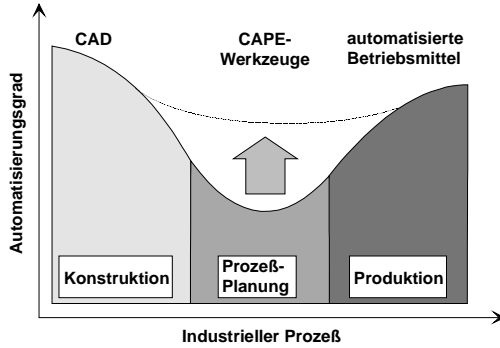 CAD
CAPE-
Werkzeuge
automatisierte
Betriebsmittel
Automatisierungsgrad
Konstruktion
Prozeß-
Planung
Produktion
Industrieller Prozeß